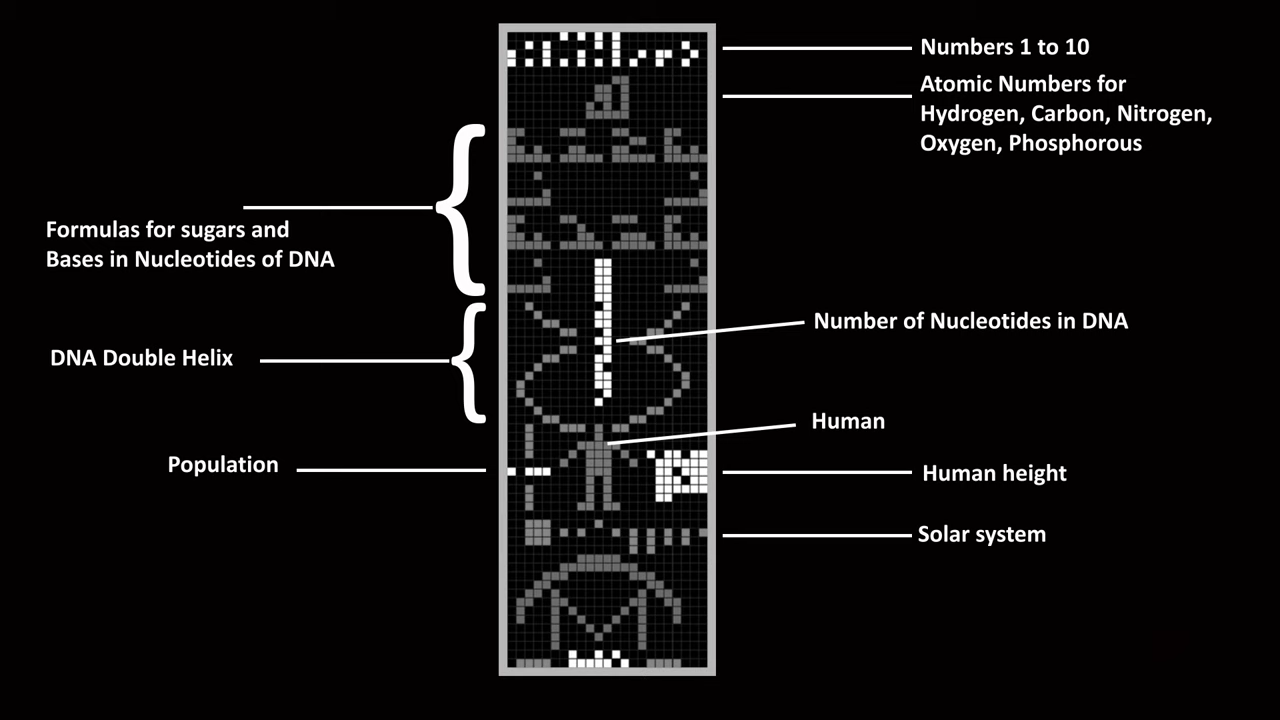 Numbers 1 to 10
Atomic Numbers for
Hydrogen, Carbon, Nitrogen,
Oxygen, Phosphorous
Formulas for sugars and
Bases in Nucleotides of DNA
Number of Nucleotides in DNA
DNA Double Helix
Human
Population
Human height
Solar system